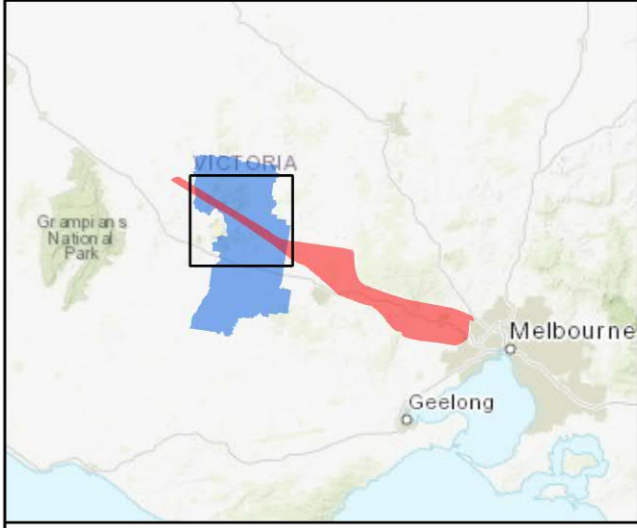 VICTORIA
Grampians
National
Park
Melbourne
Geelong